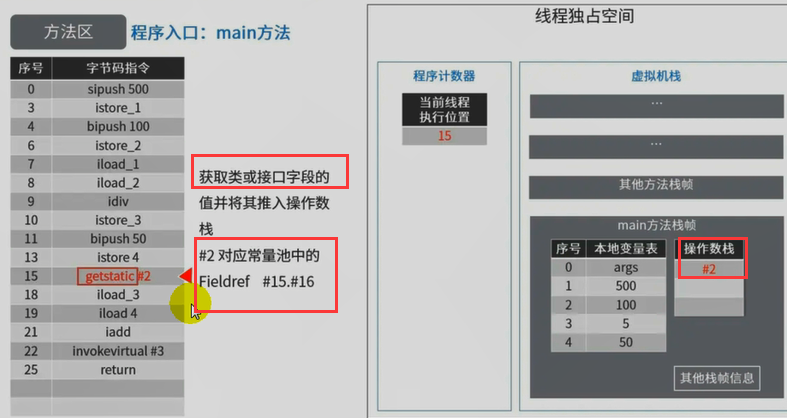 方法区 程序入口：main方法
序号 字节码指令
0 sipush 500
3 istore_1
4 bipush 100
6 istore_2
7 iload_1
8 iload_2
9 idiv
10 istore_3
11 bipush 50
13 istore 4
15 getstatic #2
18 iload_3
19 iload 4
21 iadd
22 invokevirtual #3
25 return
获取类或接口字段的
值并将其推入操作数
栈
#2 对应常量池中的
Fieldref #15.#16
线程独占空间
程序计数器
当前线程
执行位置
15
虚拟机栈
...
...
其他方法栈帧
main方法栈帧
序号 本地变量表
0 args
1 500
2 100
3 5
4 50
操作数栈
#2
其他栈帧信息